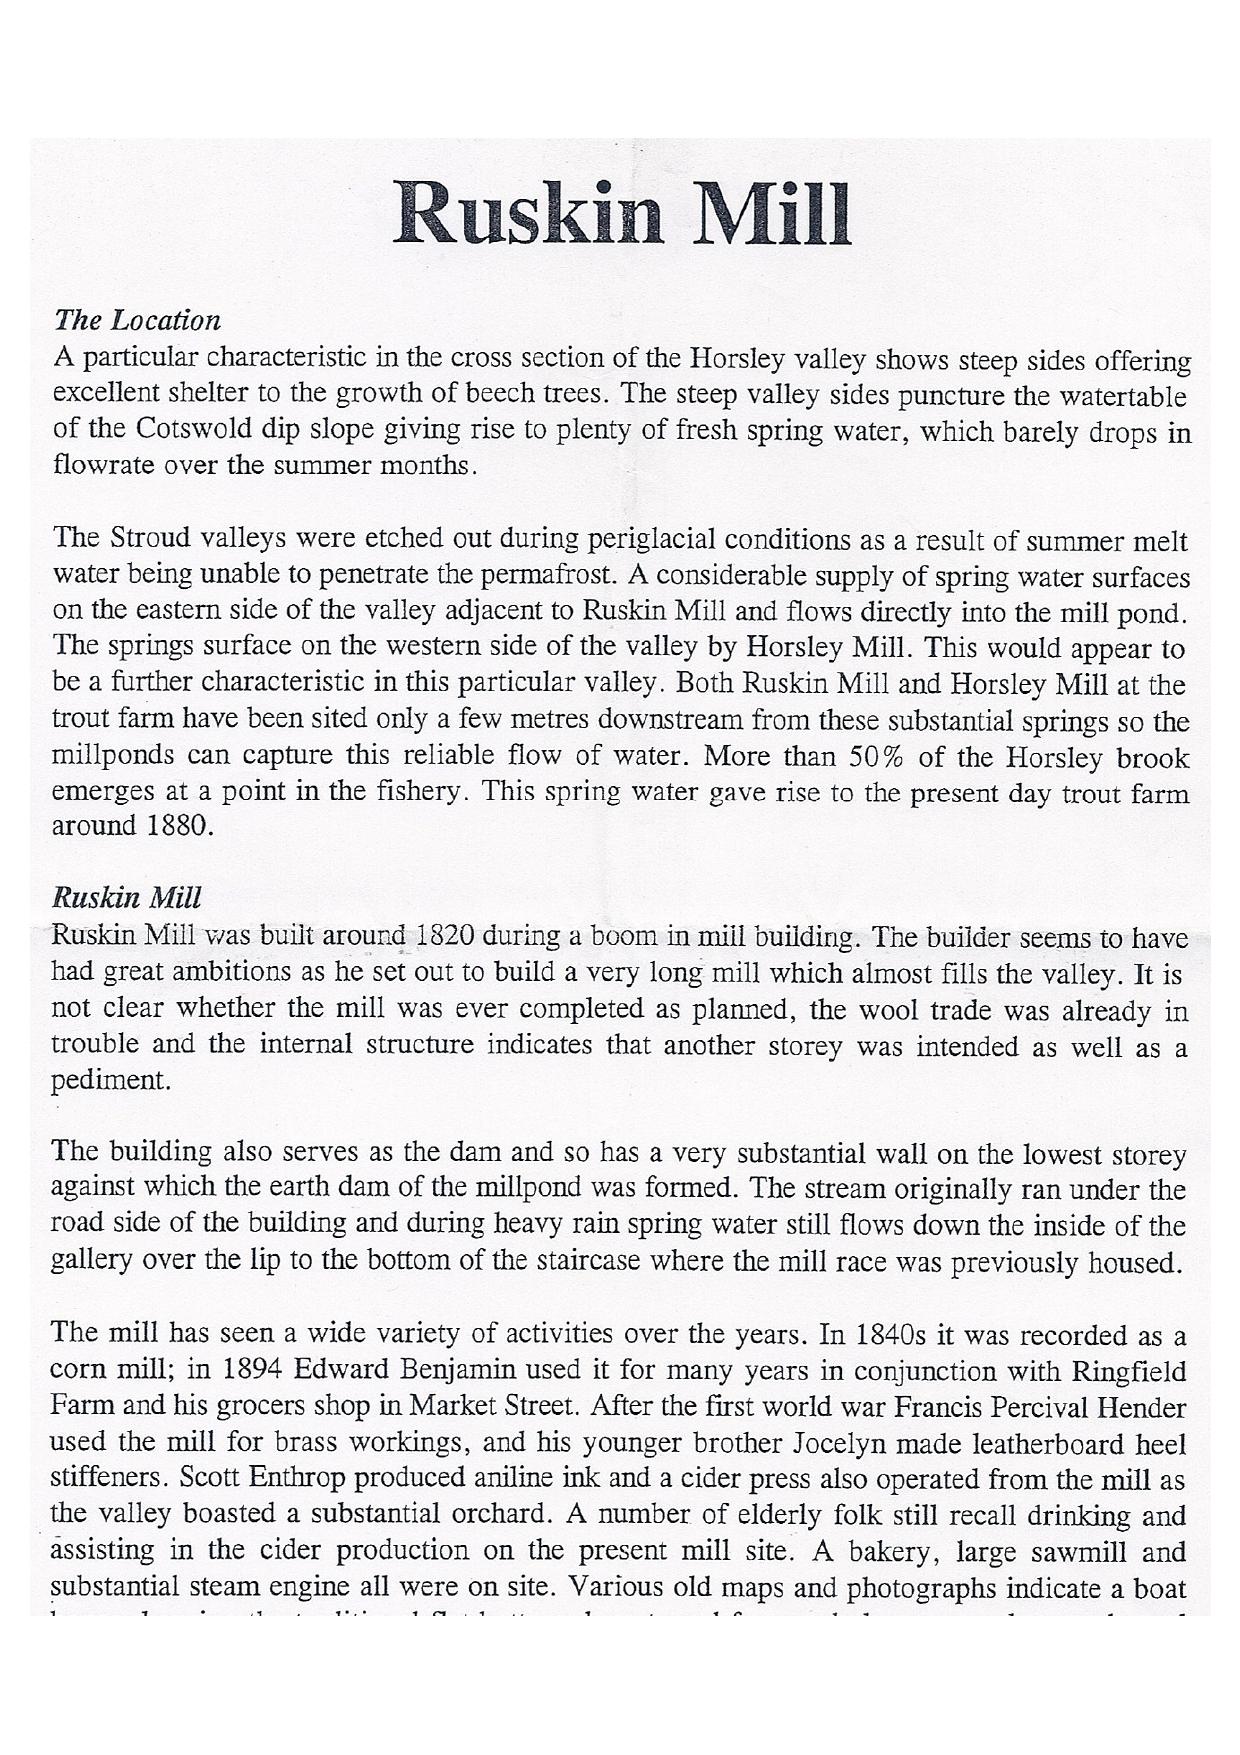 Ruskin Mill
The Location
A particular characteristic in the cross section of the Horsley valley shows steep sides offering
excellent shelter to the growth of beech trees. The steep valley sides puncture the watertable
of the Cotswold dip slope giving rise to plenty of fresh spring water, which barely drops in
flowrate over the summer months.
The Stroud valleys were etched out during periglacial conditions as a result of summer melt
water being unable to penetrate the permafrost. A considerable supply of spring water surfaces
on the eastern side of the valley adjacent to Ruskin Mill and flows directly into the mill pond.
The springs surface on the western side of the valley by Horsley Mill. This would appear to
be a further characteristic in this particular valley. Both Ruskin Mill and Horsley Mill at the
trout farm have been sited only a few metres downstream from these substantial springs so the
millponds can capture this reliable flow of water. More than 50% of the Horsley brook
emerges at a point in the fishery. This spring water gave rise to the present day trout farm
around 1880.
Ruskin Mill
Ruskin Mill was built around 1820 during a boom in mill building. The builder seems to have
had great ambitions as he set out to build a very long mill which almost fills the valley. It is
not clear whether the mill was ever completed as planned, the wool trade was already in
trouble and the internal structure indicates that another storey was intended as well as a
pediment.
The building also serves as the dam and so has a very substantial wall on the lowest storey
against which the earth dam of the millpond was formed. The stream originally ran under the
road side of the building and during heavy rain spring water still flows down the inside of the
gallery over the lip to the bottom of the staircase where the mill race was previously housed.
The mill has seen a wide variety of activities over the years. In 1840s it was recorded as a
corn mill; in 1894 Edward Benjamin used it for many years in conjunction with Ringfield
Farm and his grocers shop in Market Street. After the first world war Francis Percival Hender
used the mill for brass workings, and his younger brother Jocelyn made leatherboard heel
stiffeners. Scott Enthrop produced aniline ink and a cider press also operated from the mill as
the valley boasted a substantial orchard. A number of elderly folk still recall drinking and
assisting in the cider production on the present mill site. A bakery, large sawmill and
substantial steam engine all were on site. Various old maps and photographs indicate a boat